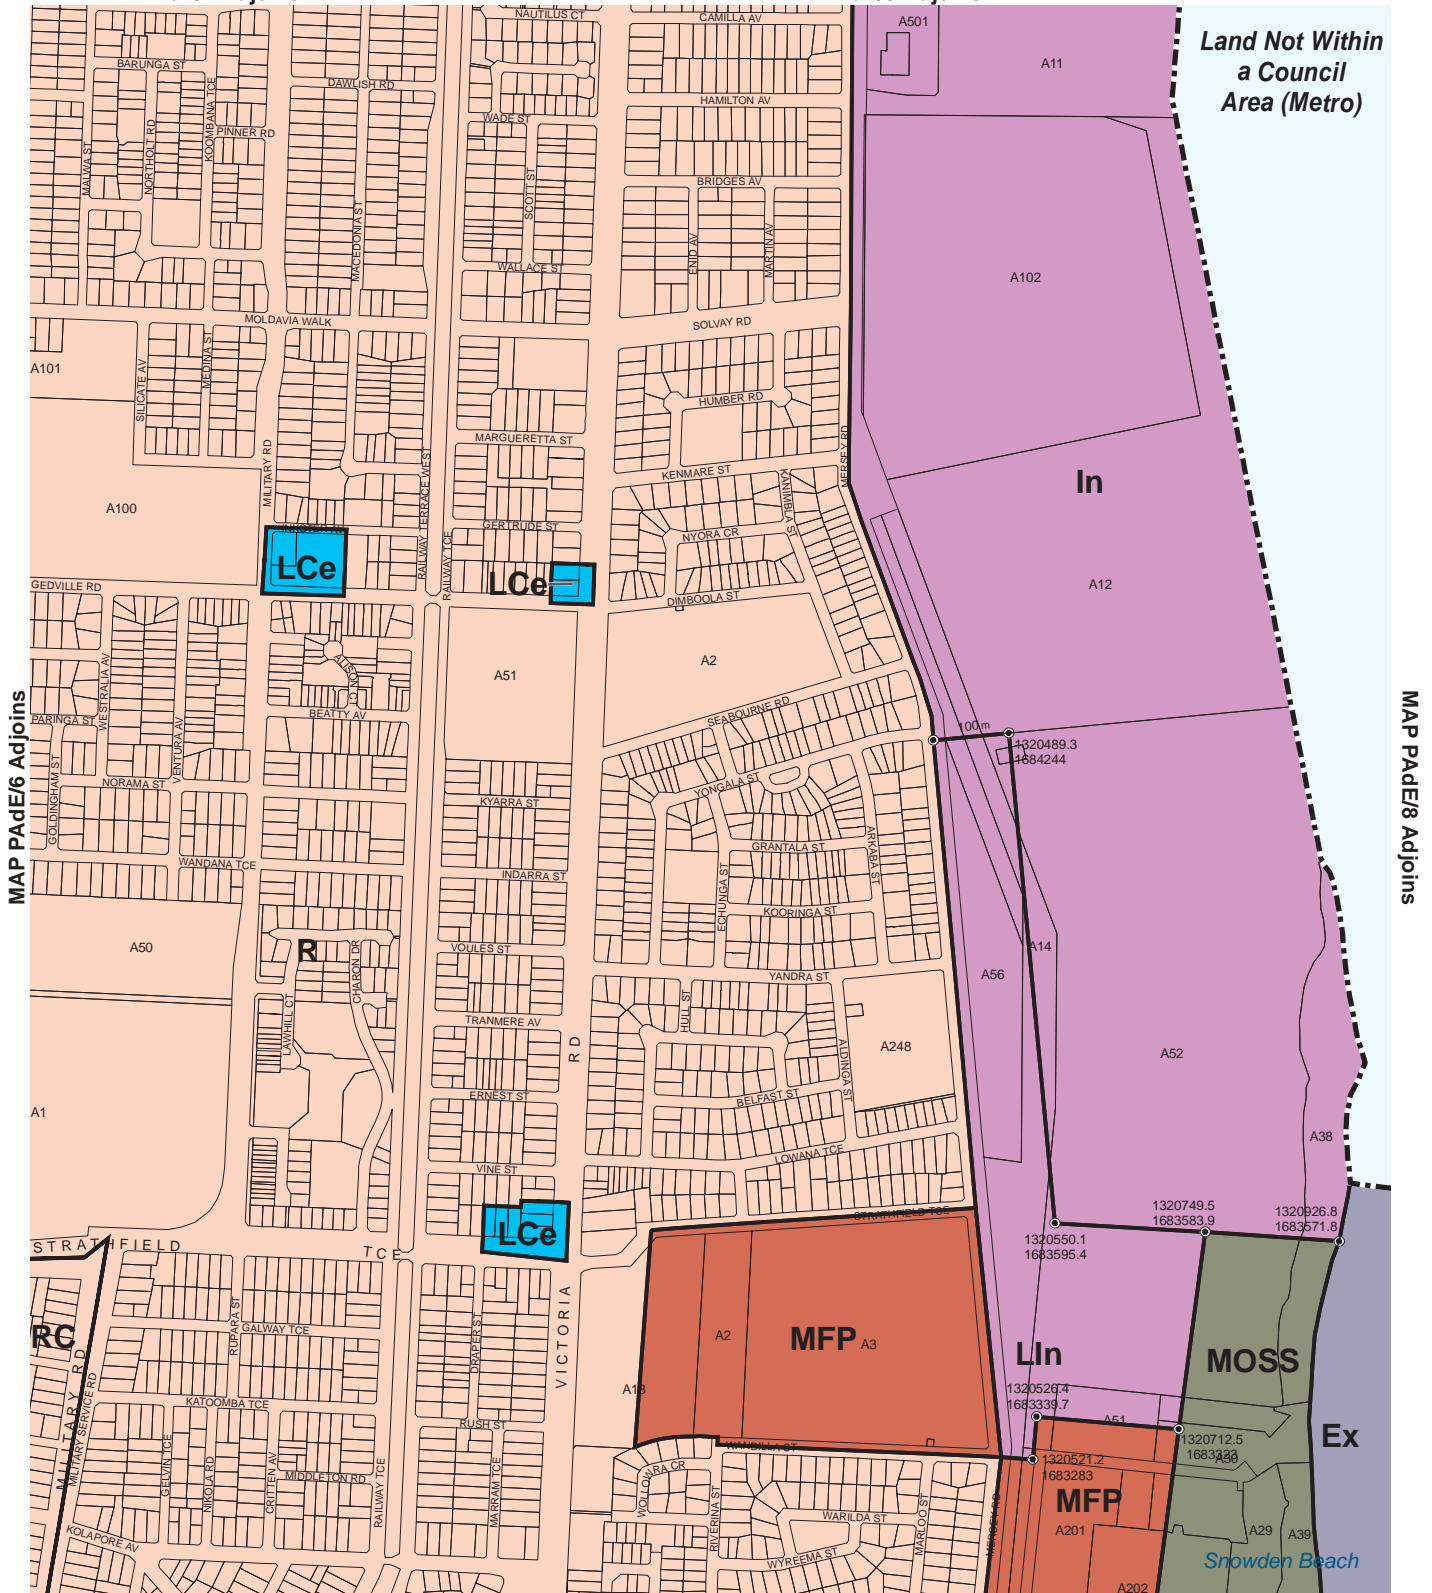 NAUTILUS CT
CAMILLA AV
A501
Land Not Within
a Council
Area (Metro)
A11
BARUNGA ST
DAWLISH RD
KOOMBANA TCE
HAMILTON AV
WADE ST
PINNER RD
MALWA ST
NORTHOLT RD
BRIDGES AV
SCOTT ST
MACEDONIA ST
ENID AV
MARTIN AV
WALLACE ST
A102
MOLDAVIA WALK
SOLVAY RD
A101
SILICATE AV
MEDINA ST
HUMBER RD
MARGUERETTA ST
MILITARY RD
RAILWAY TERRACE WEST
KENMARE ST
MERSEY RD
KANIMBLA ST
In
A100
GERTRUDE ST
NYORA CR
RAILWAY TCE
LCe
LCe
A12
GEDVILLE RD
DIMBOOLA ST
ALISON CT
A51
A2
WESTRALIA AV
PARINGA ST
VENTURA AV
BEATTY AV
SEABOURNE RD
100 m
1320489.3
1684244
MAP PAdE/6 Adjoins
MAP PAdE/8 Adjoins
GOLDINGHAM ST
NORAMA ST
YONGALA ST
KYARRA ST
GRANTALA ST
ARKABA ST
WANDANA TCE
INDARRA ST
ECHUNGA ST
KOORINGA ST
A50
R
CHARON DR
VOULES ST
A14
A56
YANDRA ST
LAWHILL CT
TRANMERE AV
HULL ST
RD
A248
ALDINGA ST
A52
ERNEST ST
BELFAST ST
A1
A38
LOWANA TCE
VINE ST
STRATHFIELD TCE
LCe
1320749.5
1683583.9
1320926.8
1683571.8
1320550.1
1683595.4
STRATHFIELD
TCE
VICTORIA
RUPARA ST
GALWAY TCE
DRAPER ST
RC
A2
MFP
A3
LIn
MOSS
MILITARY RD
MILITARY SERVICE RD
A13
KATOOMBA TCE
RUSH ST
1320526.4
1683339.7
A51
Ex
WANDILLA ST
1320712.5
1320521.2
1683283
MFP
GELVIN TCE
NIKOLA RD
CRITTEN AV
MIDDLETON RD
RAILWAY TCE
MARRAM TCE
WOLLOWRA CR
RIVERINA ST
WARILDA ST
MARLOO ST
MERSEY RD
KOLAPORE AV
WYREEMA ST
A201
A29
A39
Snowden Beach
A202